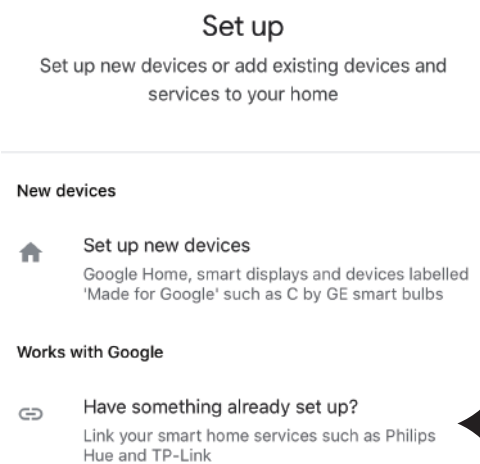 Set up
Set up new devices or add existing devices and
services to your home
New devices
Set up new devices
Google Home, smart displays and devices labelled
'Made for Google' such as C by GE smart bulbs
Works with Google
Have something already set up?
Link your smart home services such as Philips
Hue and TP-Link